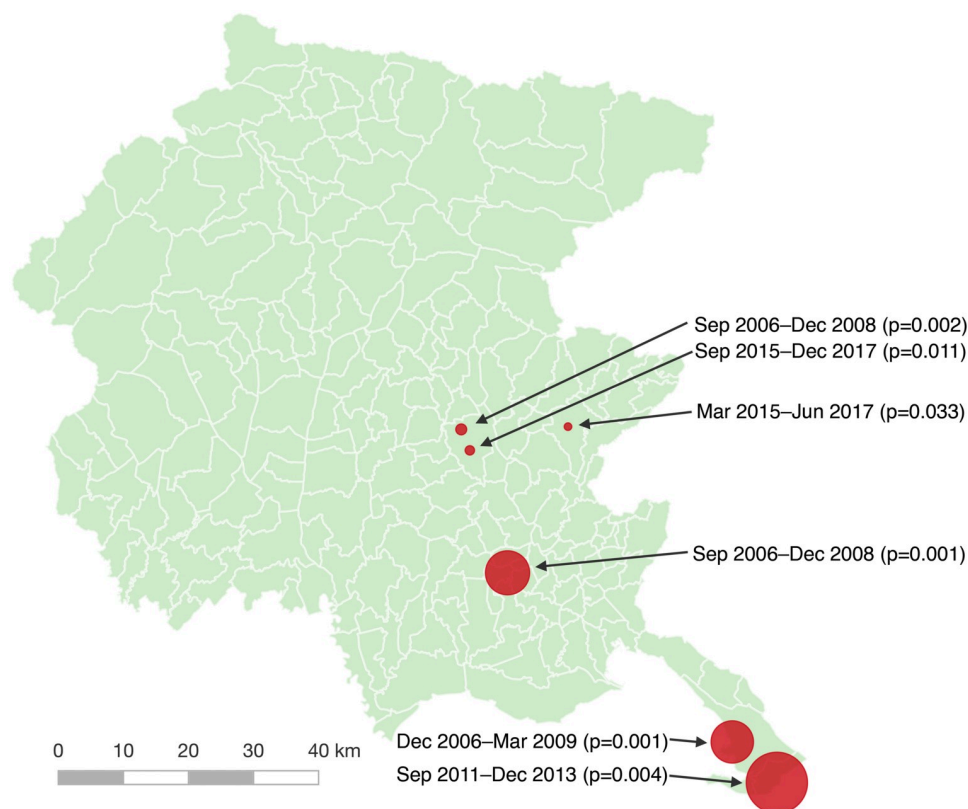 Sep 2006–Dec 2008 (p=0.002)
Sep 2015–Dec 2017 (p=0.011)
Mar 2015–Jun 2017 (p=0.033)
Sep 2006–Dec 2008 (p=0.001)
Dec 2006–Mar 2009 (p=0.001)
0 10 20 30 40 km
Sep 2011–Dec 2013 (p=0.004)